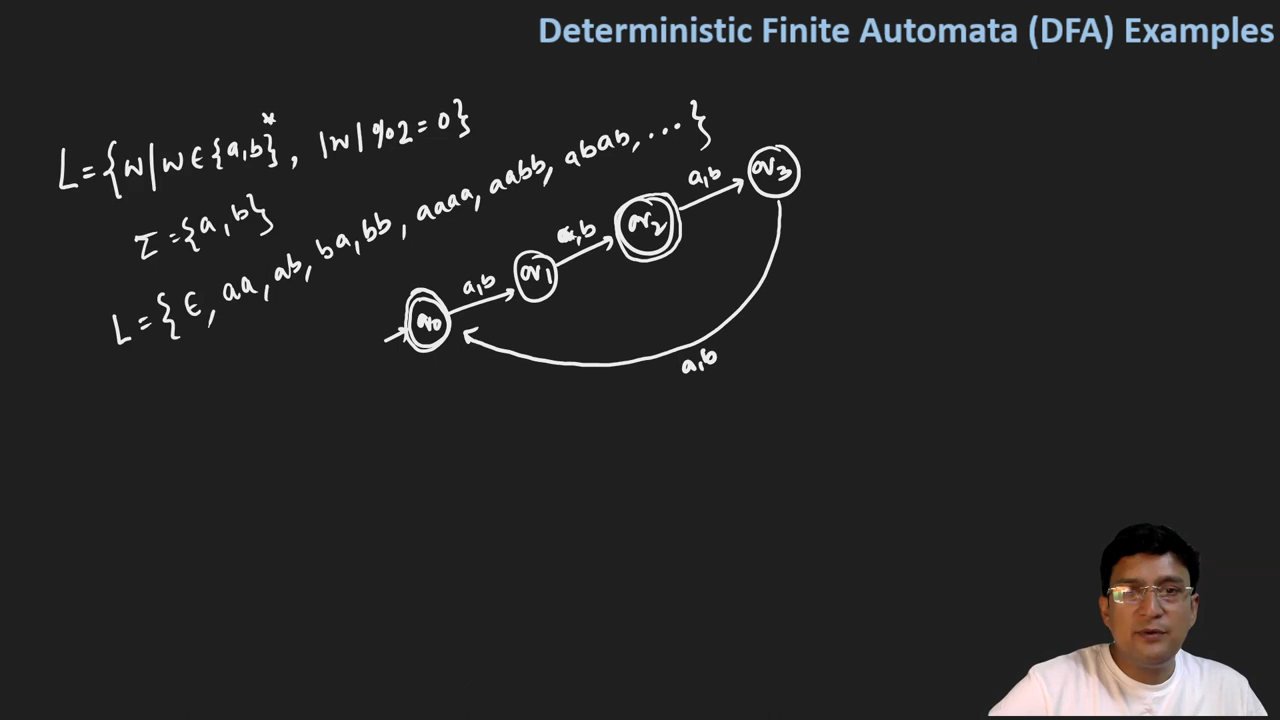 Deterministic Finite Automata (DFA) Examples
L={w|w∈{a,b}*, |w|%2=0}
Σ={a,b}
L={ε, aa, ab, ba, bb, aaaa, aabb, abab, ...}
q0
a,b
q1
a,b
q2
a,b
q3
a,b